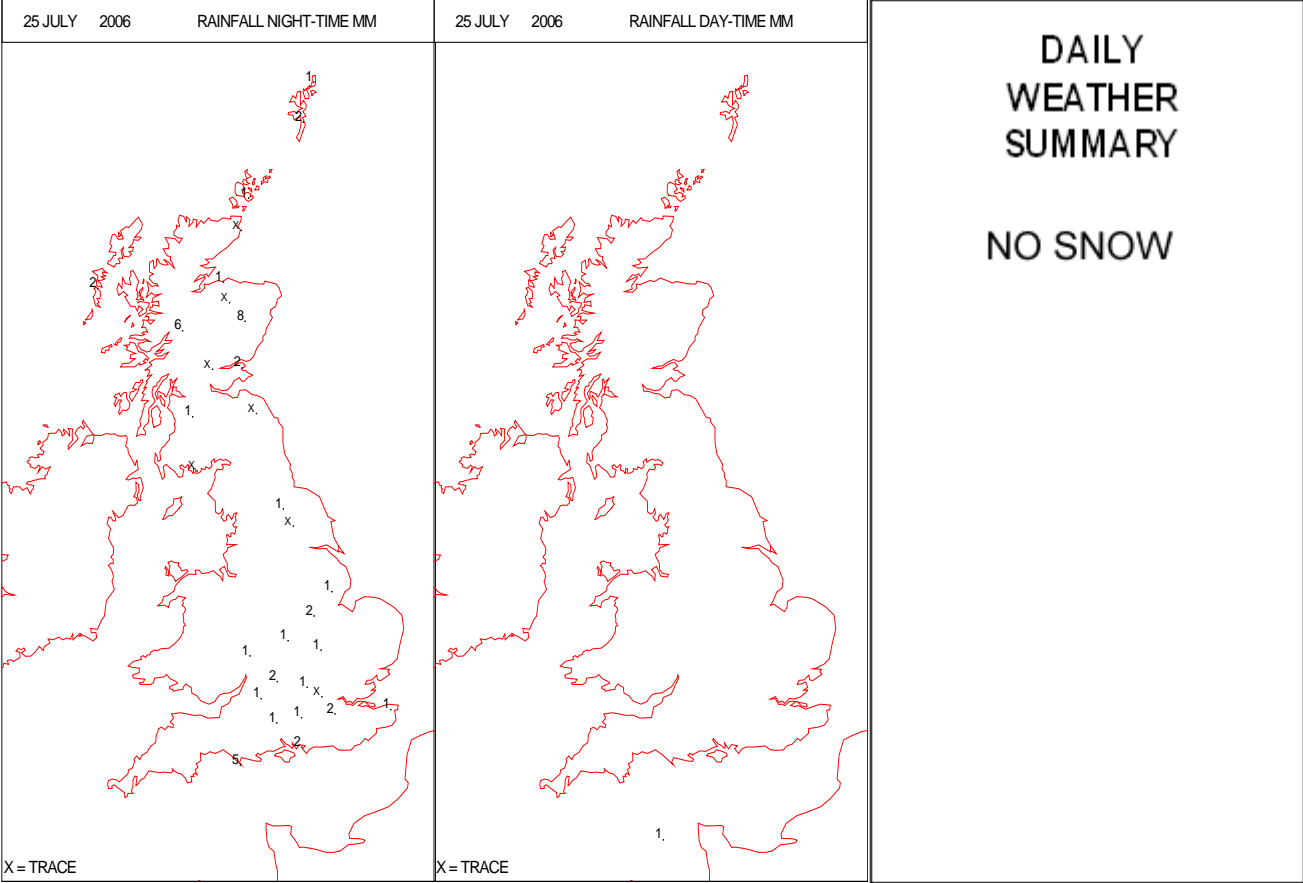 25 JULY 2006 RAINFALL NIGHT-TIME MM
1
2
1
X
1
2
X
8
6
2
X
1
X
X
1
X
1
2
1
1
1
2
1
1
X
1
2
1
1
2
5
X = TRACE
25 JULY 2006 RAINFALL DAY-TIME MM
1
X = TRACE
DAILY
WEATHER
SUMMARY
NO SNOW